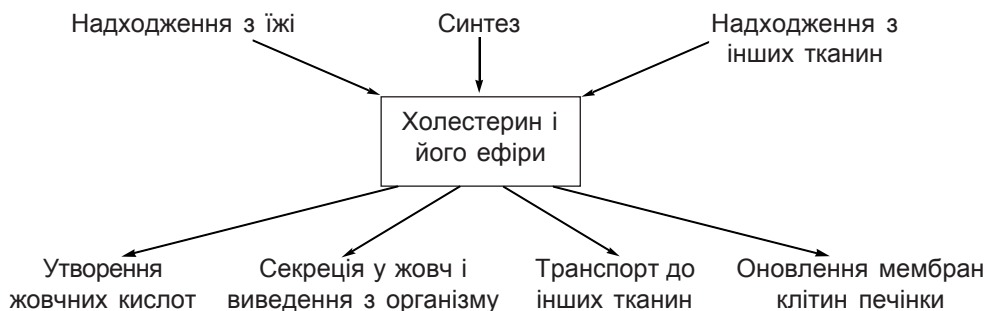 Надходження з їжі
Синтез
Надходження з
інших тканин
Холестерин і
його ефіри
Утворення
жовчних кислот
Секреція у жовч і
виведення з організму
Транспорт до
інших тканин
Оновлення мембран
клітин печінки